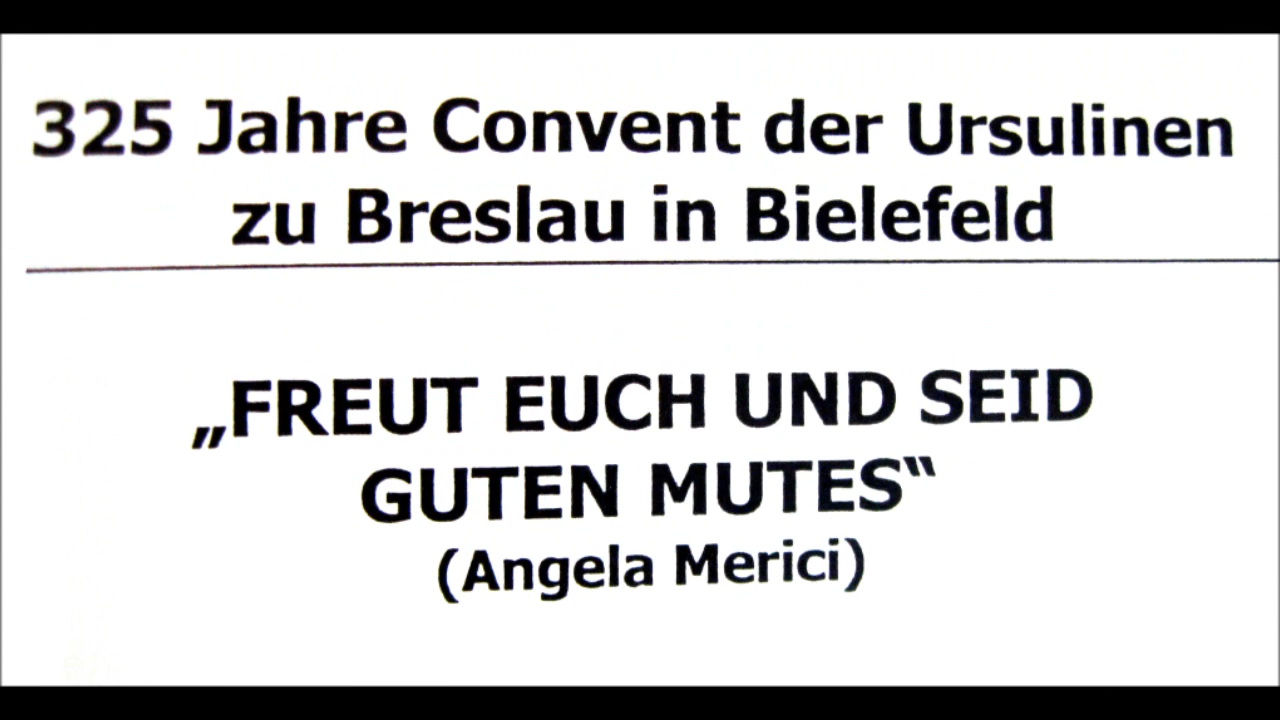 325 Jahre Convent der Ursulinen
zu Breslau in Bielefeld
„FREUT EUCH UND SEID
GUTEN MUTES“
(Angela Merici)